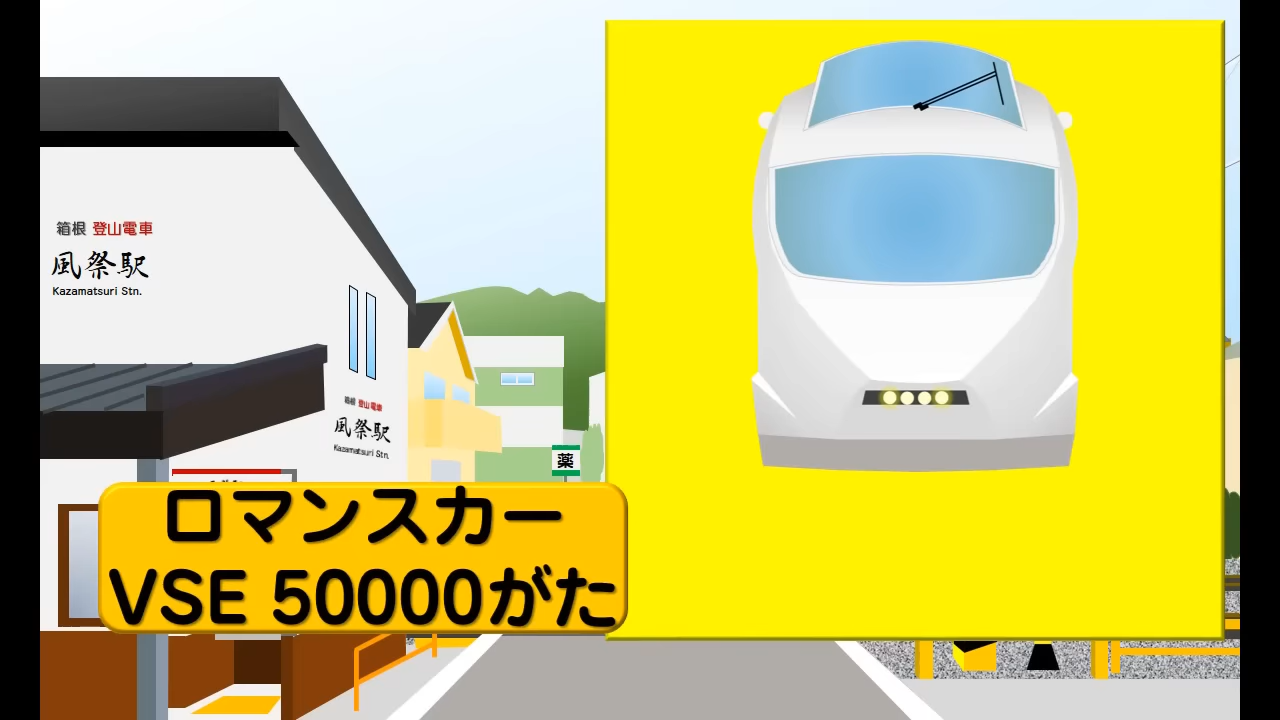 箱根 登山電車
風祭駅
Kazamatsuri Stn.
箱根 登山電車
風祭駅
Kazamatsuri Stn.
薬
ロマンスカー
VSE 50000がた